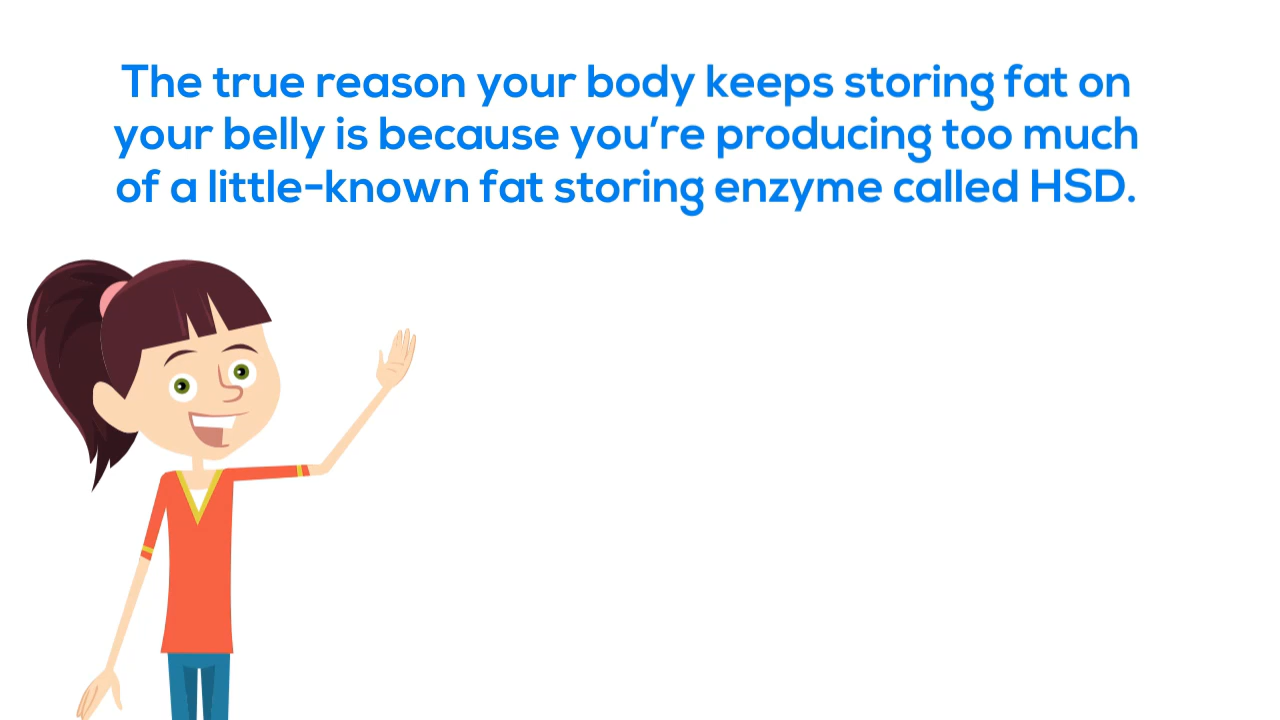 The true reason your body keeps storing fat on
your belly is because you’re producing too much
of a little-known fat storing enzyme called HSD.